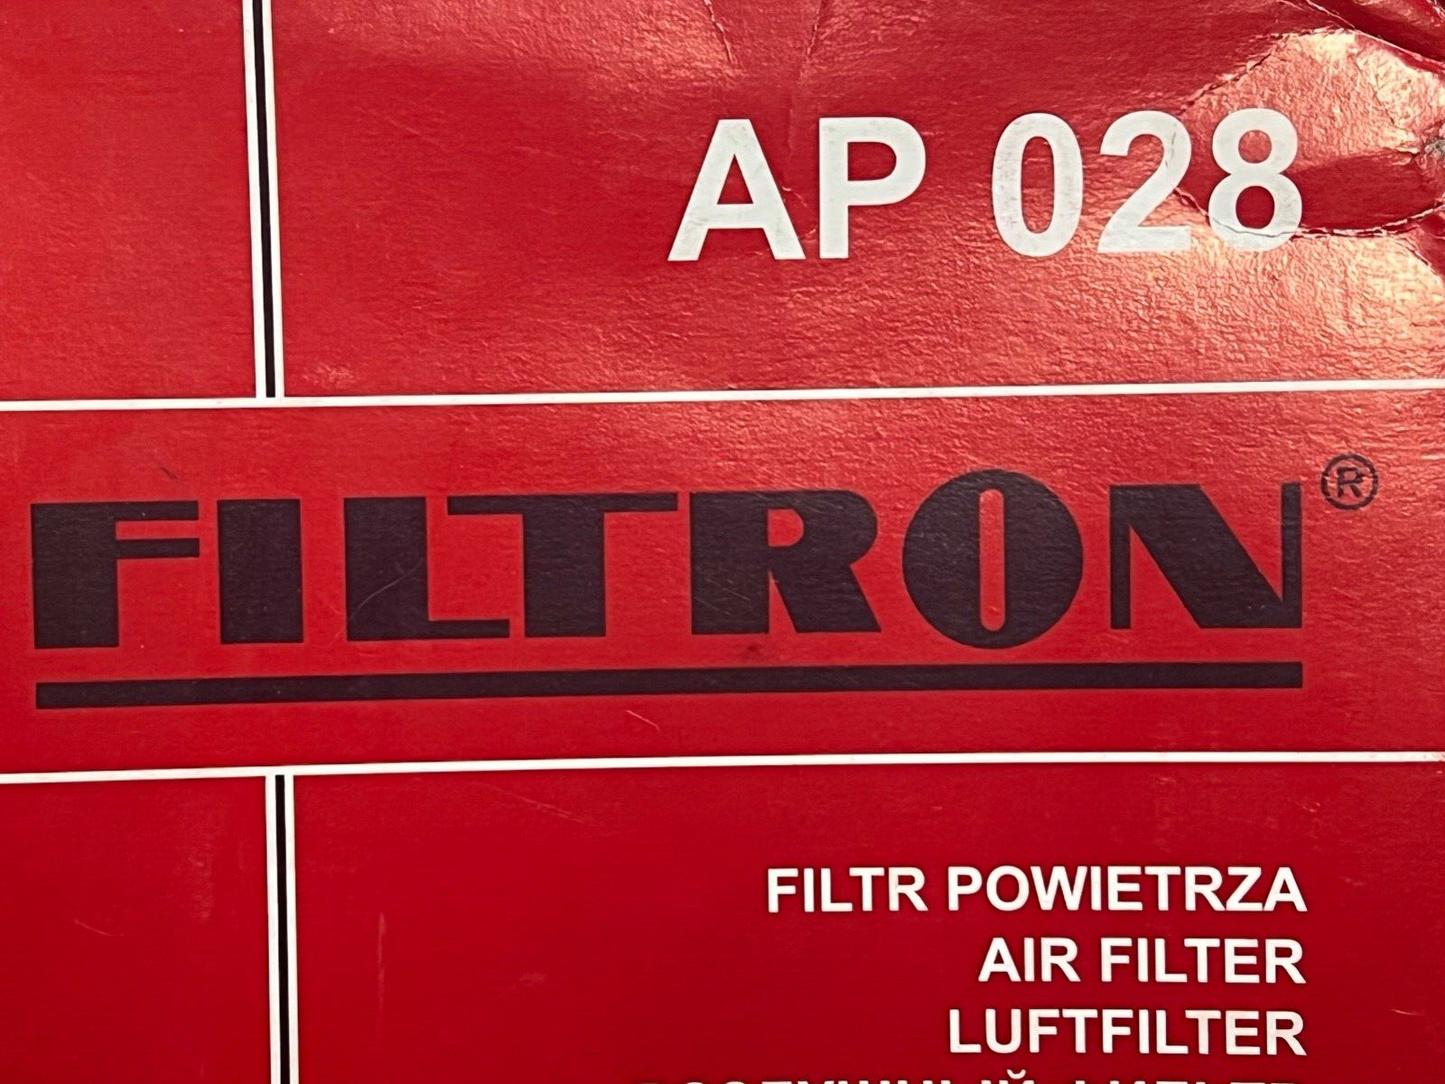 AP 028
FILTRON®
FILTR POWIETRZA
AIR FILTER
LUFTFILTER